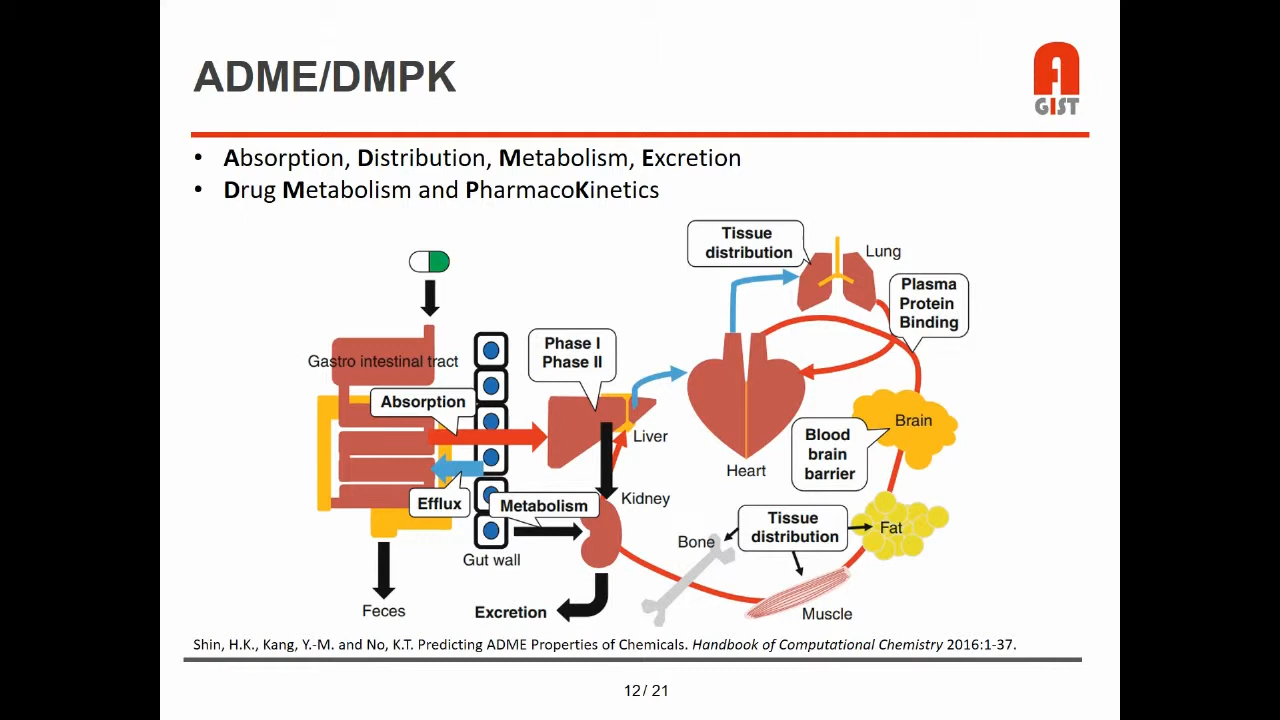 ADME/DMPK
GIST
• Absorption, Distribution, Metabolism, Excretion
• Drug Metabolism and PharmacoKinetics
Tissue
distribution
Lung
Plasma
Protein
Binding
Phase I
Phase II
Gastro intestinal tract
Absorption
Liver
Heart
Blood
brain
barrier
Brain
Efflux
Metabolism
Kidney
Gut wall
Bone
Tissue
distribution
Fat
Feces
Excretion
Muscle
Shin, H.K., Kang, Y.-M. and No, K.T. Predicting ADME Properties of Chemicals. Handbook of Computational Chemistry 2016:1-37.
12/ 21